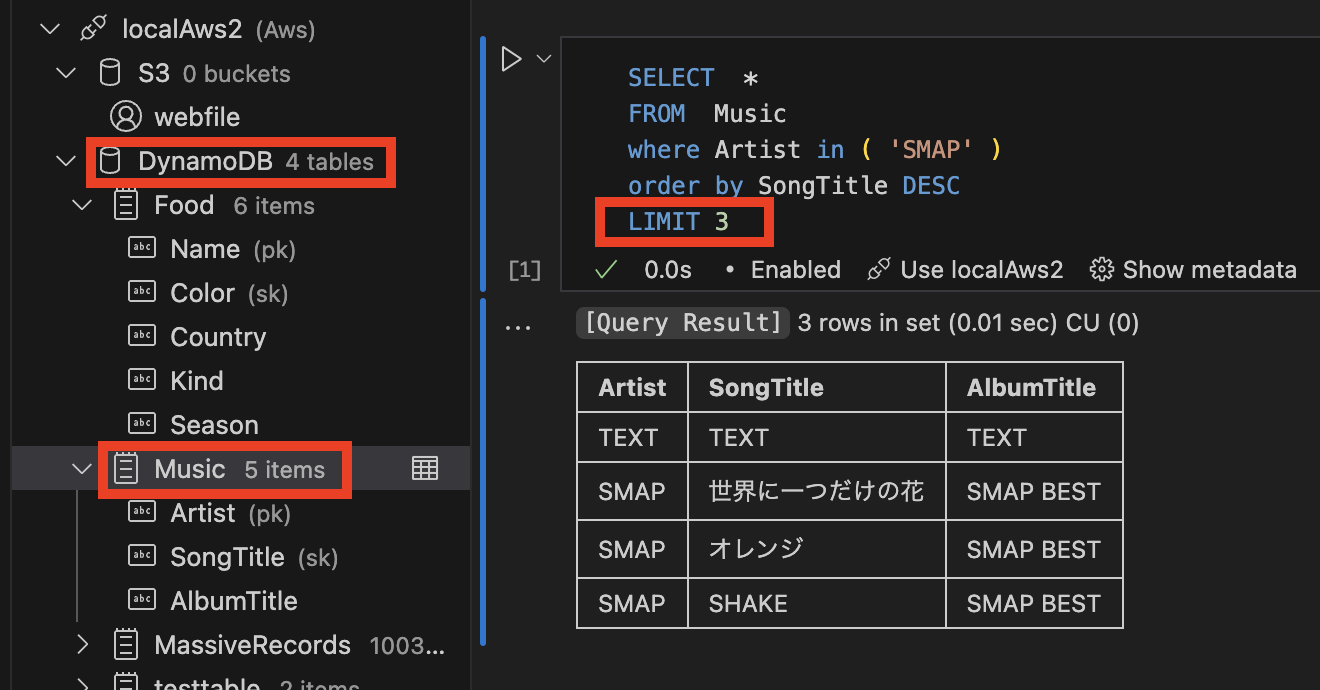 localAws2 (Aws)
S3 0 buckets
webfile
DynamoDB 4 tables
Food 6 items
abc Name (pk)
abc Color (sk)
abc Country
abc Kind
abc Season
Music 5 items
abc Artist (pk)
abc SongTitle (sk)
abc AlbumTitle
MassiveRecords 1003...
testtable 2 items
SELECT *
FROM Music
where Artist in ( 'SMAP' )
order by SongTitle DESC
LIMIT 3
[1] 0.0s • Enabled Use localAws2 Show metadata
... [Query Result] 3 rows in set (0.01 sec) CU (0)
Artist SongTitle AlbumTitle
TEXT TEXT TEXT
SMAP 世界に一つだけの花 SMAP BEST
SMAP オレンジ SMAP BEST
SMAP SHAKE SMAP BEST